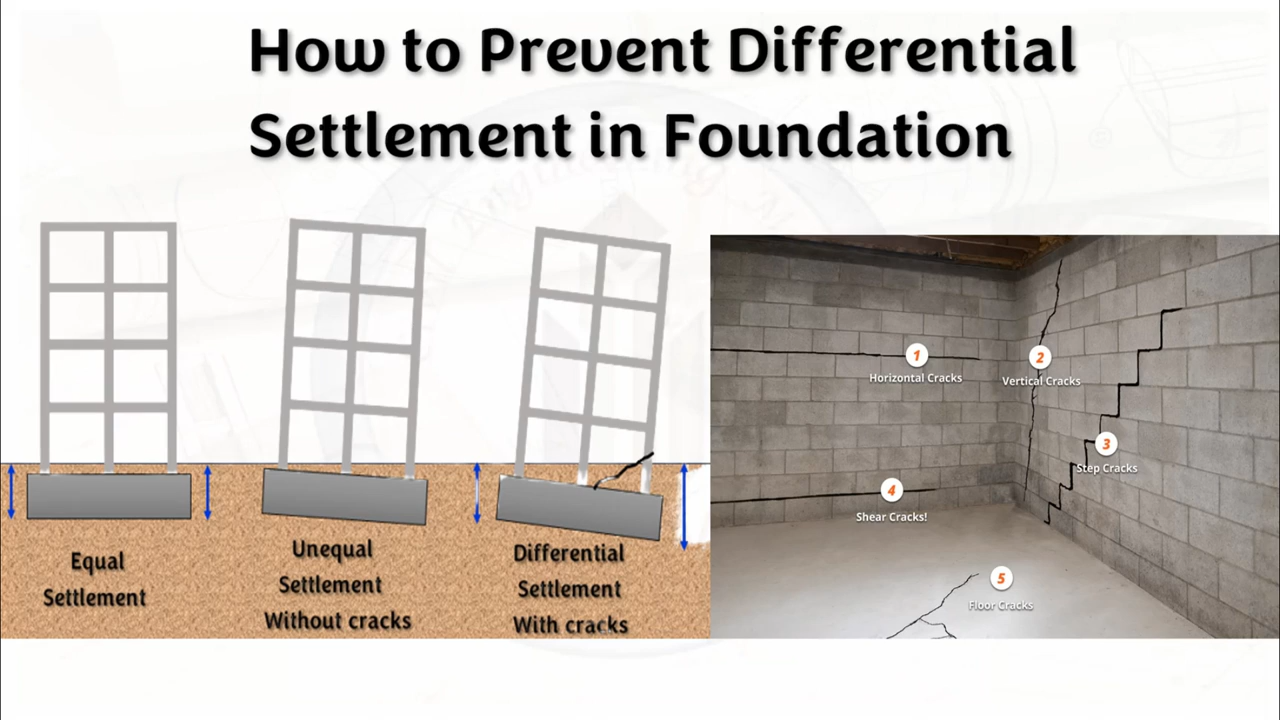 How to Prevent Differential
Settlement in Foundation
Equal
Settlement
Unequal
Settlement
Without cracks
Differential
Settlement
With cracks
1
Horizontal Cracks
2
Vertical Cracks
3
Step Cracks
4
Shear Cracks!
5
Floor Cracks